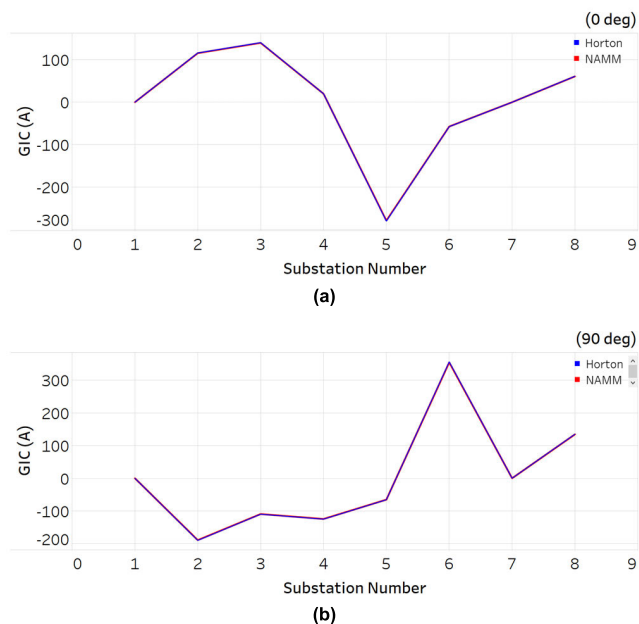 (0 deg)
Horton
NAMM
100
0
-100
-200
-300
GIC (A)
0 1 2 3 4 5 6 7 8 9
Substation Number
(a)
(90 deg)
Horton
NAMM
300
200
100
0
-100
-200
GIC (A)
0 1 2 3 4 5 6 7 8 9
Substation Number
(b)